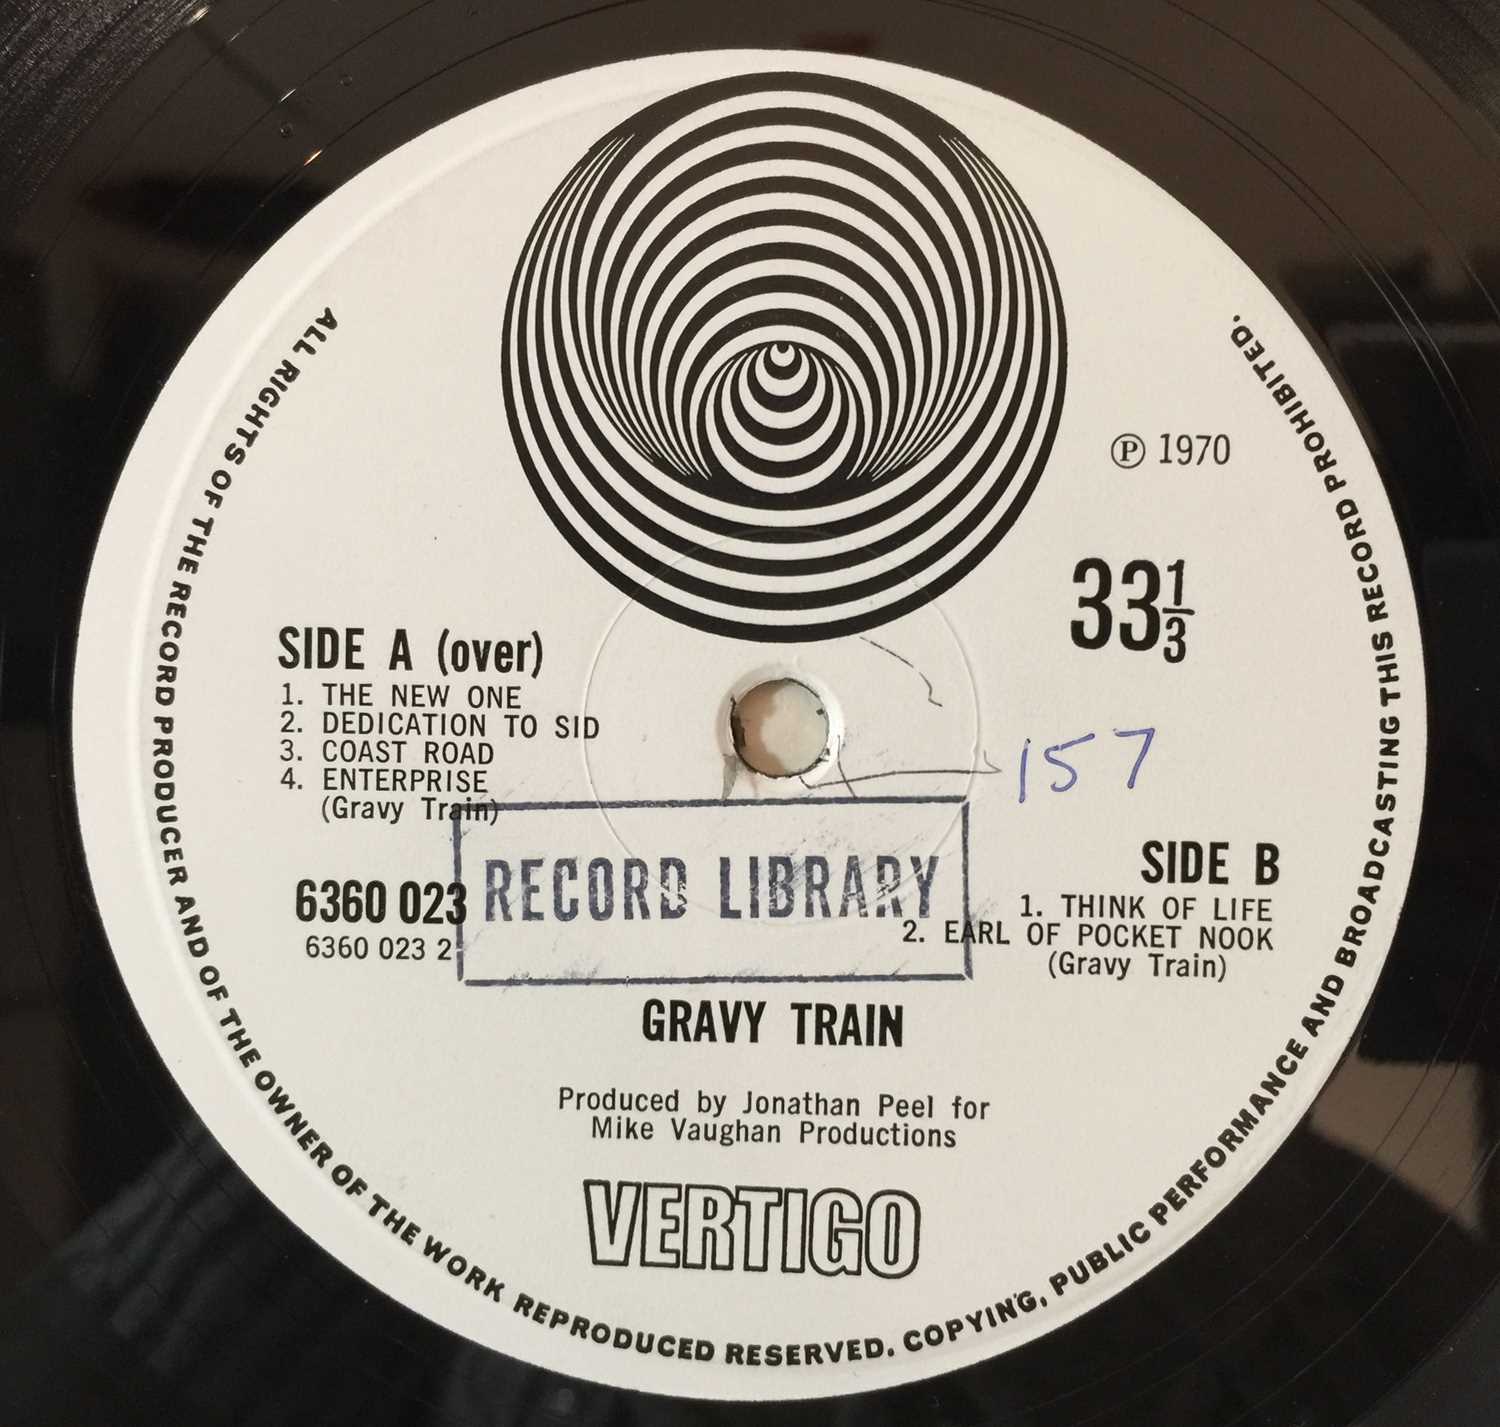 ALL RIGHTS OF THE RECORD PRODUCER AND OF THE OWNER OF THE WORK REPRODUCED RESERVED. COPYING, PUBLIC PERFORMANCE AND BROADCASTING THIS RECORD PROHIBITED.
Ⓟ 1970
33 1/3
SIDE A (over)
1. THE NEW ONE
2. DEDICATION TO SID
3. COAST ROAD
4. ENTERPRISE
(Gravy Train)
157
6360 023
6360 023 2
RECORD LIBRARY
SIDE B
1. THINK OF LIFE
2. EARL OF POCKET NOOK
(Gravy Train)
GRAVY TRAIN
Produced by Jonathan Peel for
Mike Vaughan Productions
VERTIGO